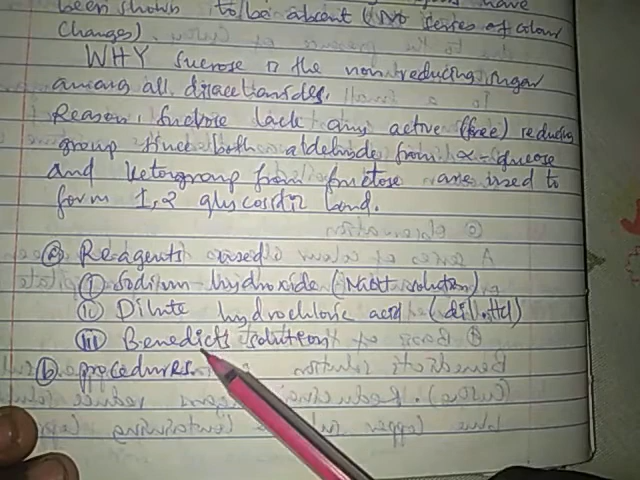 been shown to be absent (No series of colour
changes).
WHY sucrose is the non reducing sugar
among all disaccharides.
Reason, Sucrose lack any active (free) reducing
group since both aldehyde from α-glucose
and Ketongroup from fructose are used to
form 1,2 glycosidic bond.
(a) Reagents used
(i) Sodium hydroxide (NaOH solution)
(ii) Dilute hydrochloric acid (dil.HCl)
(iii) Benedicts solution
(b) procedures